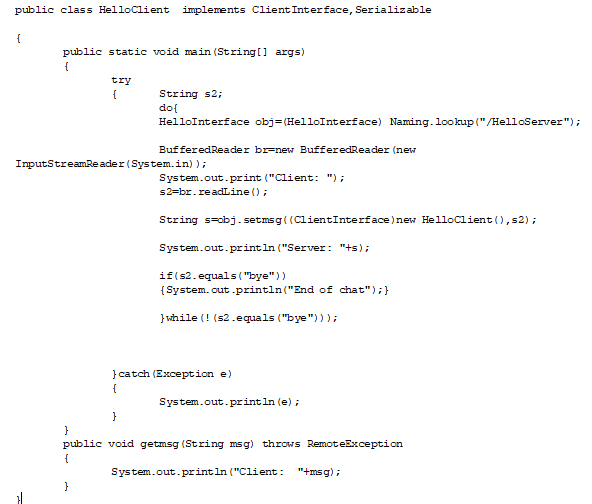 public class HelloClient  implements ClientInterface,Serializable
{
public static void main(String[] args)
{
try
{      String s2;
do{
HelloInterface obj=(HelloInterface) Naming.lookup("/HelloServer");
BufferedReader br=new BufferedReader(new
InputStreamReader(System.in));
System.out.print("Client: ");
s2=br.readLine();
String s=obj.setmsg((ClientInterface)new HelloClient(),s2);
System.out.println("Server: "+s);
if(s2.equals("bye"))
{System.out.println("End of chat");}
}while(!(s2.equals("bye")));
}catch(Exception e)
{
System.out.println(e);
}
}
public void getmsg(String msg) throws RemoteException
{
System.out.println("Client:  "+msg);
}
}